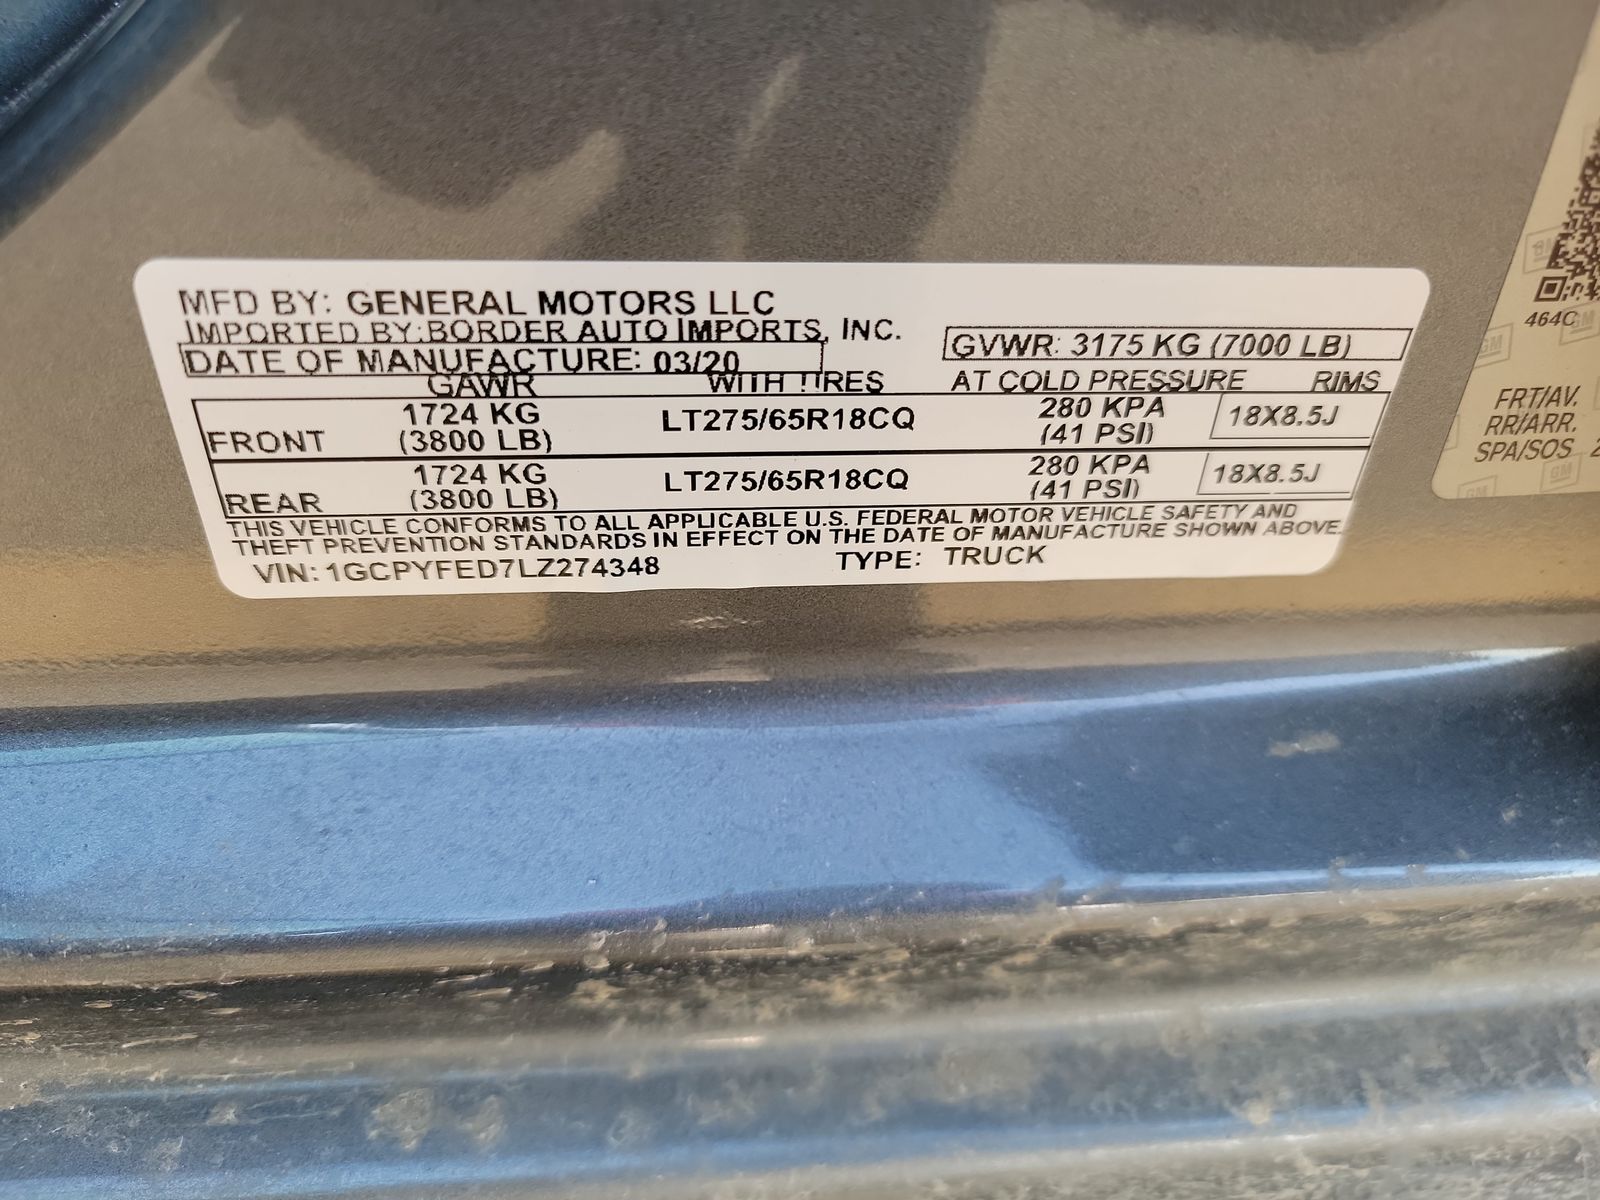 MFD BY: GENERAL MOTORS LLC
IMPORTED BY:BORDER AUTO IMPORTS, INC.
DATE OF MANUFACTURE: 03/20
GVWR: 3175 KG (7000 LB)
GAWR WITH TIRES AT COLD PRESSURE RIMS
FRONT 1724 KG (3800 LB) LT275/65R18CQ 280 KPA (41 PSI) 18X8.5J
REAR 1724 KG (3800 LB) LT275/65R18CQ 280 KPA (41 PSI) 18X8.5J
THIS VEHICLE CONFORMS TO ALL APPLICABLE U.S. FEDERAL MOTOR VEHICLE SAFETY AND
THEFT PREVENTION STANDARDS IN EFFECT ON THE DATE OF MANUFACTURE SHOWN ABOVE.
VIN: 1GCPYFED7LZ274348 TYPE: TRUCK
464C
GM
FRT/AV.
RR/ARR.
SPA/SOS